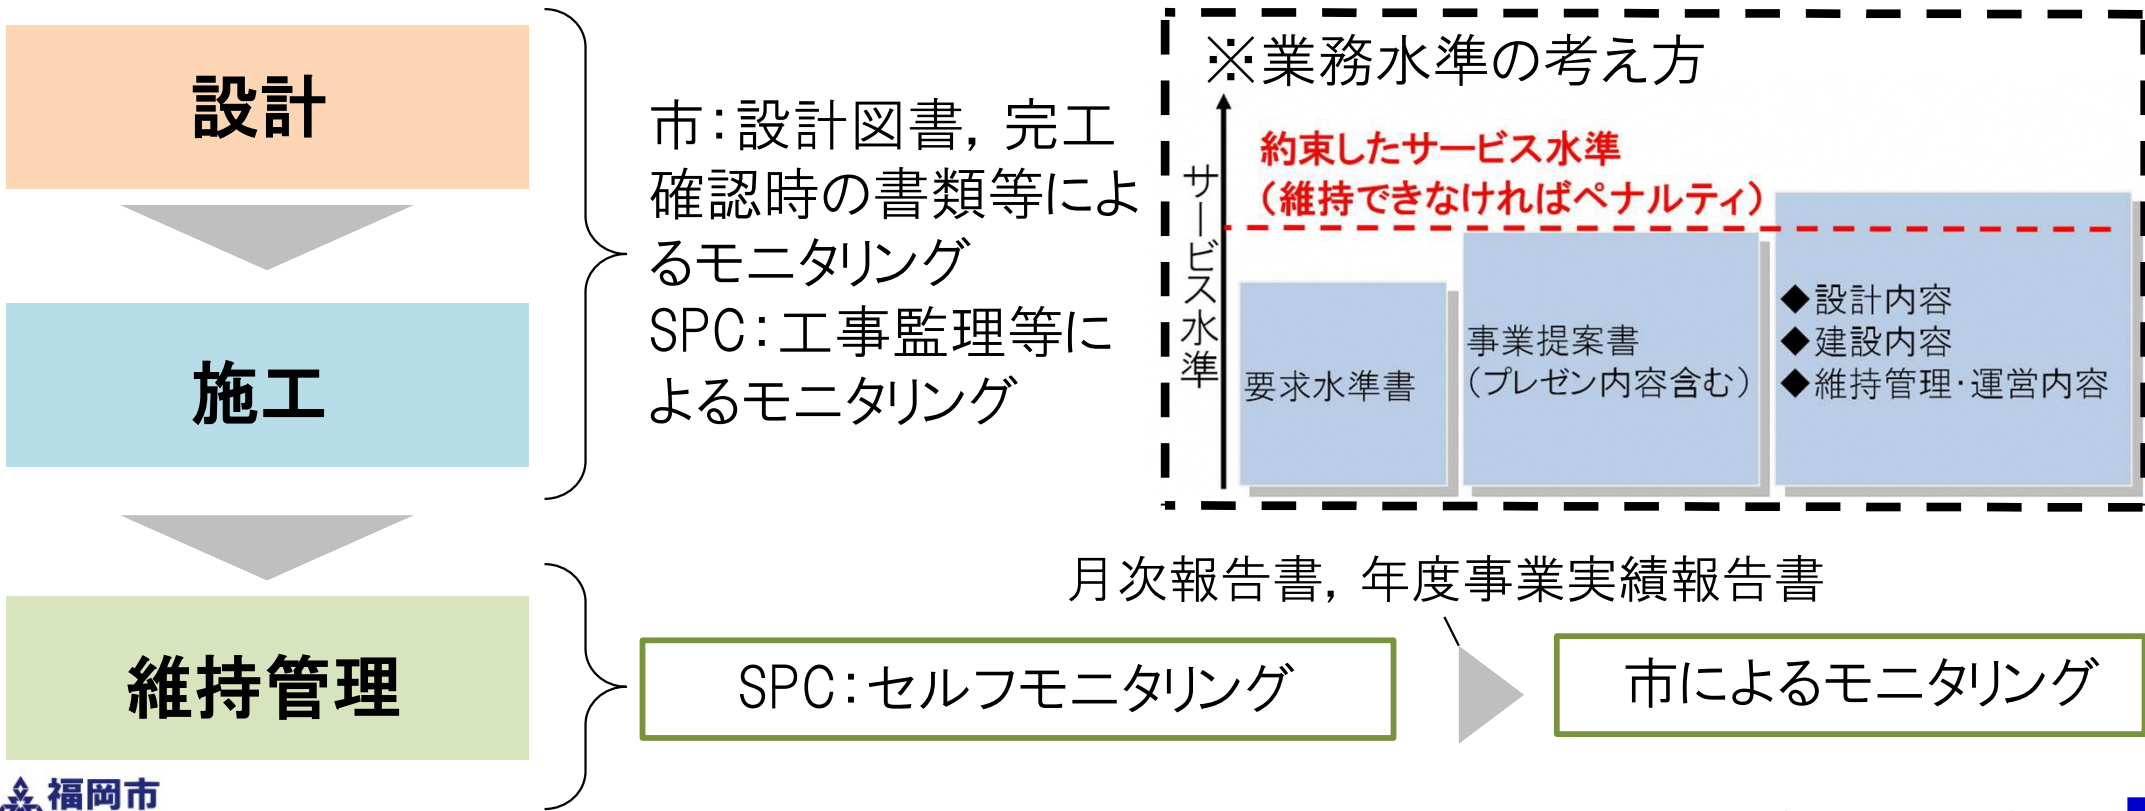 設計
施工
維持管理
市：設計図書，完工
確認時の書類等によ
るモニタリング
SPC：工事監理等に
よるモニタリング
※業務水準の考え方
サービス水準
約束したサービス水準
（維持できなければペナルティ）
要求水準書
事業提案書
（プレゼン内容含む）
◆設計内容
◆建設内容
◆維持管理・運営内容
月次報告書，年度事業実績報告書
SPC：セルフモニタリング
市によるモニタリング
福岡市